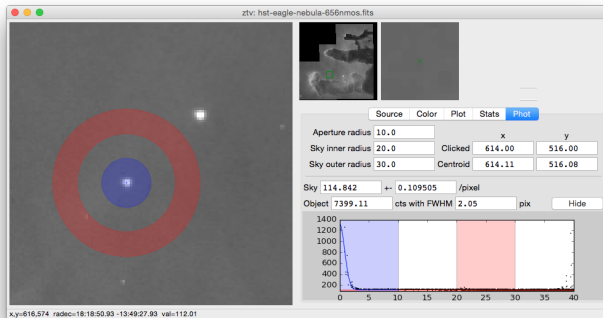 ztv: hst-eagle-nebula-656nmos.fits
Source Color Plot Stats Phot
Aperture radius 10.0 x y
Sky inner radius 20.0 Clicked 614.00 516.00
Sky outer radius 30.0 Centroid 614.11 516.08
Sky 114.842 +- 0.109505 /pixel
Object 7399.11 cts with FWHM 2.05 pix Hide
1400
1200
1000
800
600
400
200
0 5 10 15 20 25 30 35 40
x,y=616,574 radec=18:18:50.93 -13:49:27.93 val=112.01